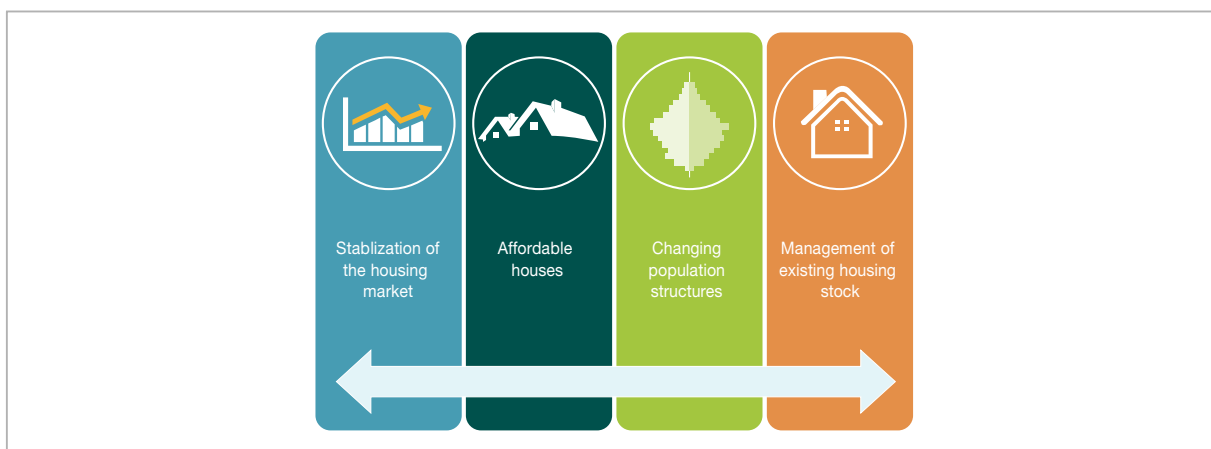 Stablization of
the housing
market
Affordable
houses
Changing
population
structures
Management of
existing housing
stock